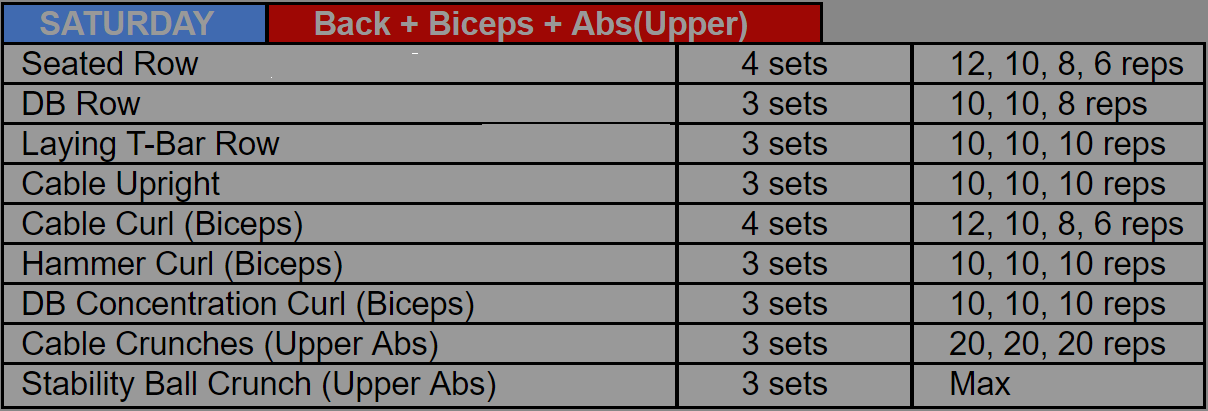 SATURDAY Back + Biceps + Abs(Upper)
Seated Row 4 sets 12, 10, 8, 6 reps
DB Row 3 sets 10, 10, 8 reps
Laying T-Bar Row 3 sets 10, 10, 10 reps
Cable Upright 3 sets 10, 10, 10 reps
Cable Curl (Biceps) 4 sets 12, 10, 8, 6 reps
Hammer Curl (Biceps) 3 sets 10, 10, 10 reps
DB Concentration Curl (Biceps) 3 sets 10, 10, 10 reps
Cable Crunches (Upper Abs) 3 sets 20, 20, 20 reps
Stability Ball Crunch (Upper Abs) 3 sets Max